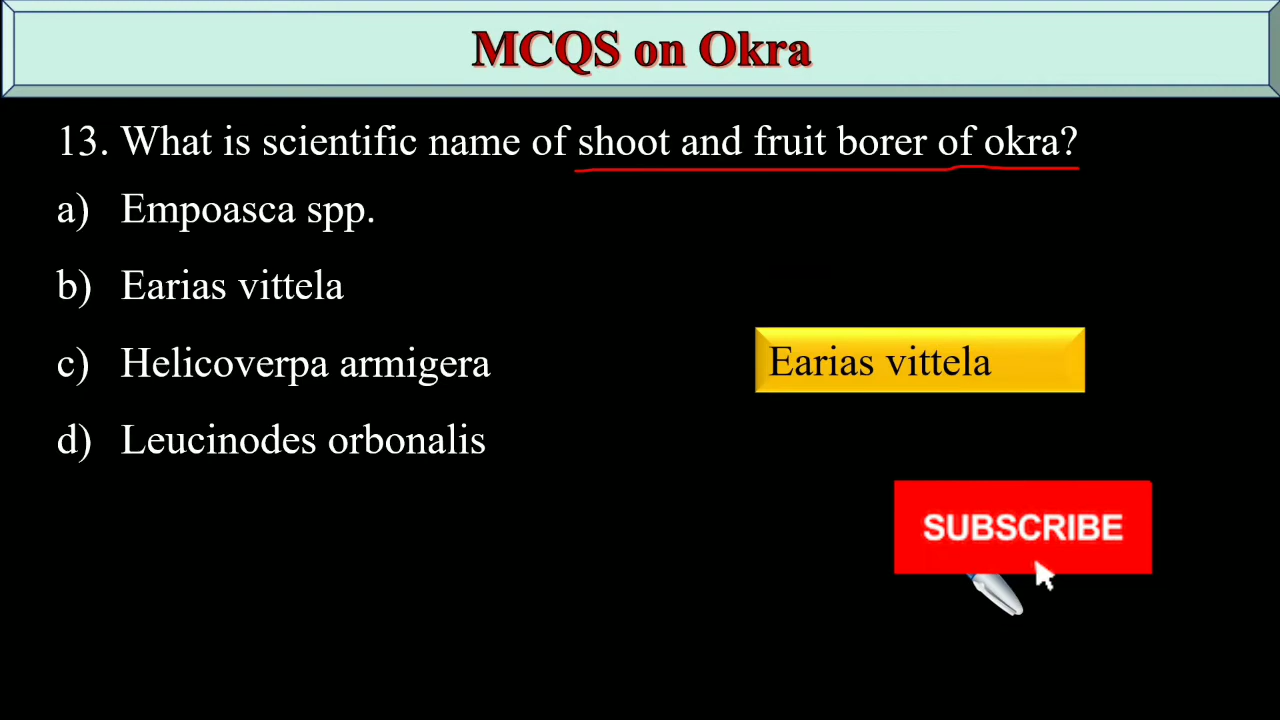 MCQS on Okra
13. What is scientific name of shoot and fruit borer of okra?
a) Empoasca spp.
b) Earias vittela
c) Helicoverpa armigera
d) Leucinodes orbonalis
Earias vittela
SUBSCRIBE